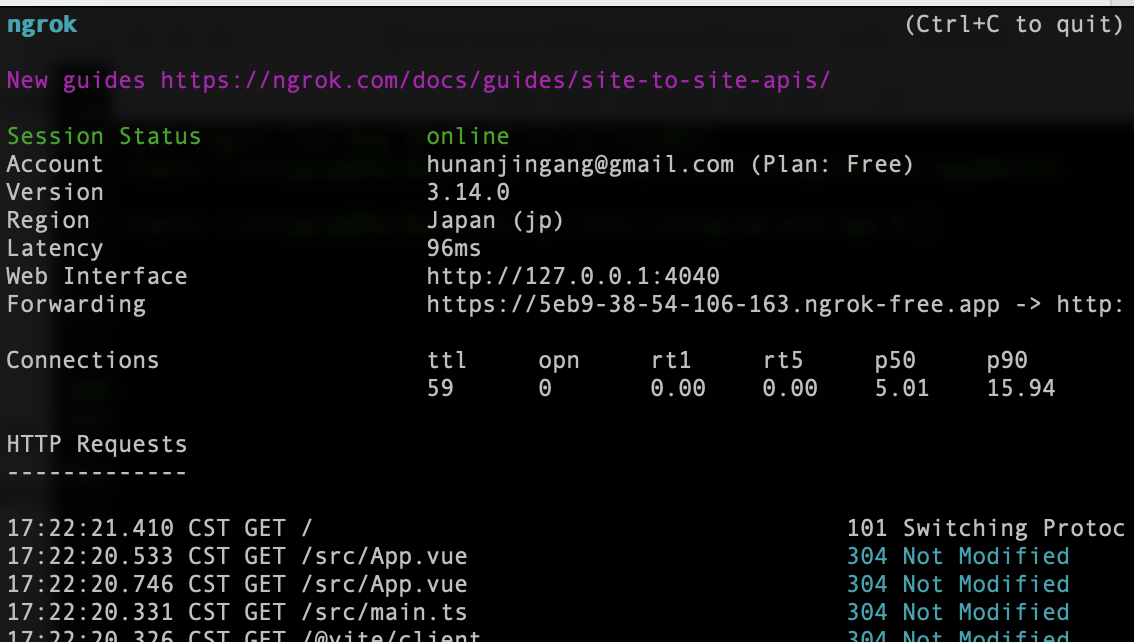 ngrok (Ctrl+C to quit)
New guides https://ngrok.com/docs/guides/site-to-site-apis/
Session Status online
Account hunanjingang@gmail.com (Plan: Free)
Version 3.14.0
Region Japan (jp)
Latency 96ms
Web Interface http://127.0.0.1:4040
Forwarding https://5eb9-38-54-106-163.ngrok-free.app -> http:
Connections ttl opn rt1 rt5 p50 p90
59 0 0.00 0.00 5.01 15.94
HTTP Requests
-------------
17:22:21.410 CST GET / 101 Switching Protoc
17:22:20.533 CST GET /src/App.vue 304 Not Modified
17:22:20.746 CST GET /src/App.vue 304 Not Modified
17:22:20.331 CST GET /src/main.ts 304 Not Modified
17:22:20.326 CST GET /@vite/client 304 Not Modified